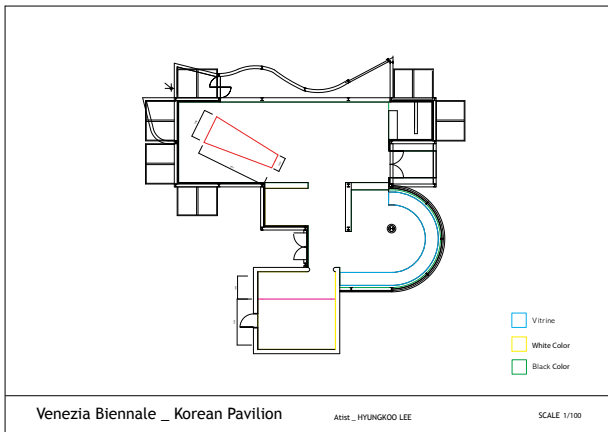 Vitrine
White Color
Black Color
Venezia Biennale _ Korean Pavilion
Atist _ HYUNGKOO LEE
SCALE 1/100